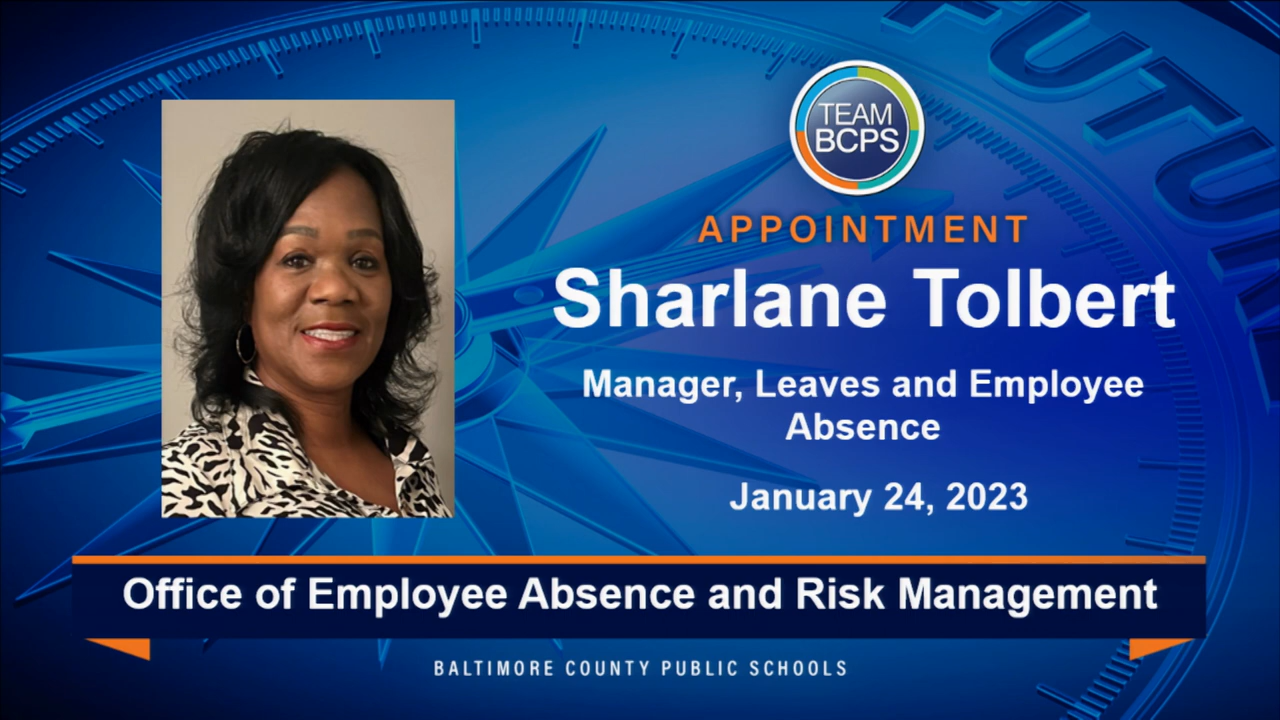 FUTURE
TEAM
BCPS
APPOINTMENT
Sharlane Tolbert
Manager, Leaves and Employee
Absence
January 24, 2023
Office of Employee Absence and Risk Management
BALTIMORE COUNTY PUBLIC SCHOOLS